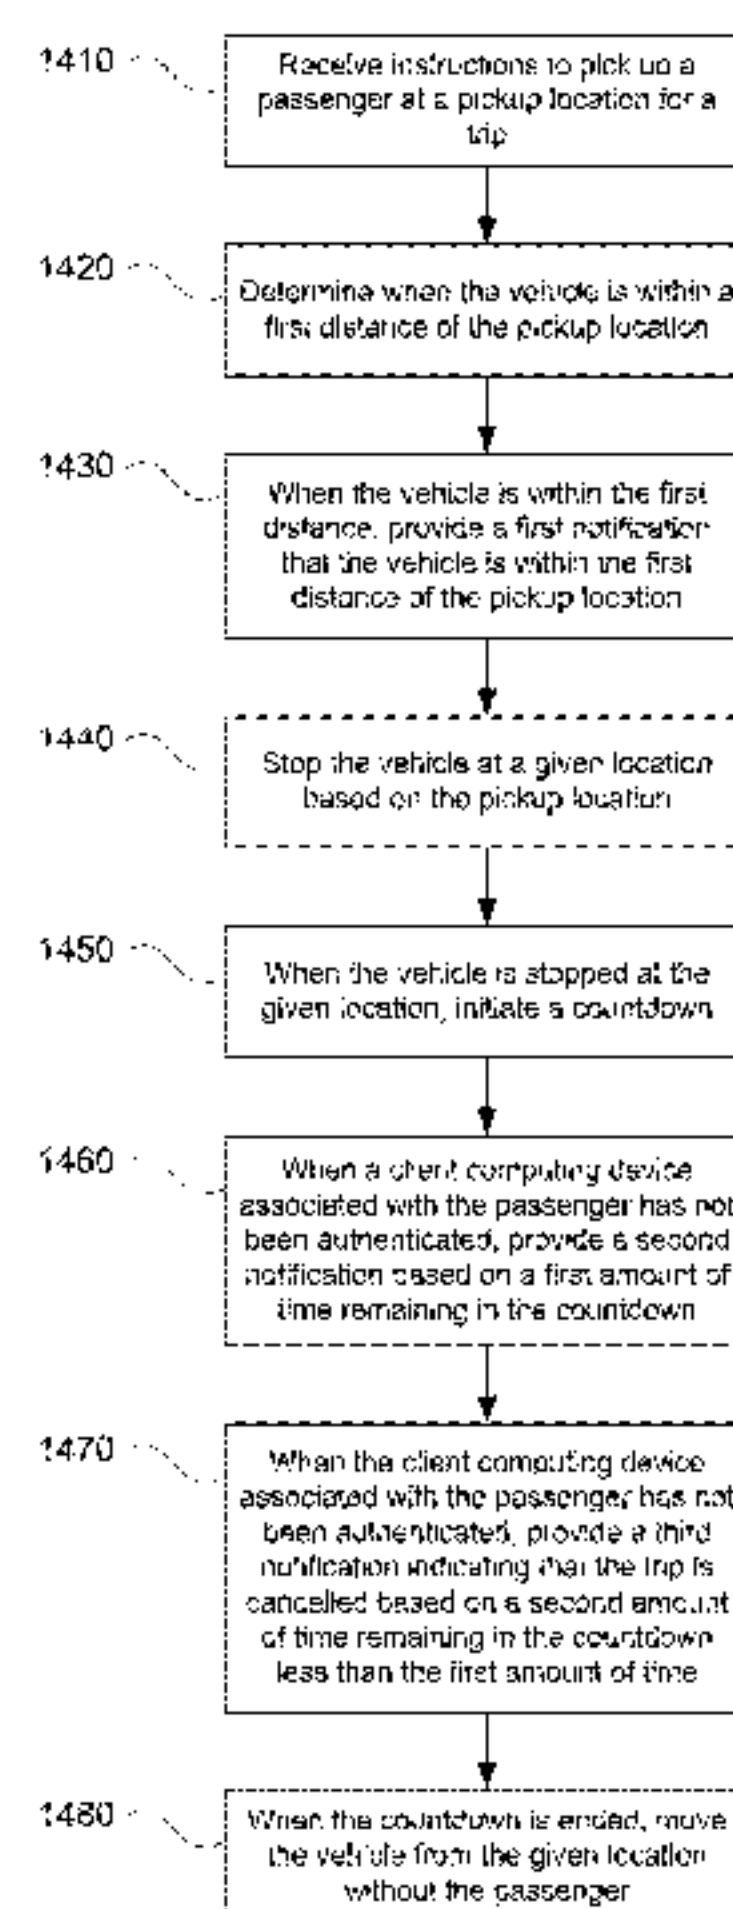 1410
Receive instructions to pick up a
passenger at a pickup location for a
trip
1420
Determine when the vehicle is within a
first distance of the pickup location
1430
When the vehicle is within the first
distance, provide a first notification
that the vehicle is within the first
distance of the pickup location
1440
Stop the vehicle at a given location
based on the pickup location
1450
When the vehicle is stopped at the
given location, initiate a countdown
1460
When a client computing device
associated with the passenger has not
been authenticated, provide a second
notification based on a first amount of
time remaining in the countdown
1470
When the client computing device
associated with the passenger has not
been authenticated, provide a third
notification indicating that the trip is
cancelled based on a second amount
of time remaining in the countdown
less than the first amount of time
1480
When the countdown is ended, move
the vehicle from the given location
without the passenger